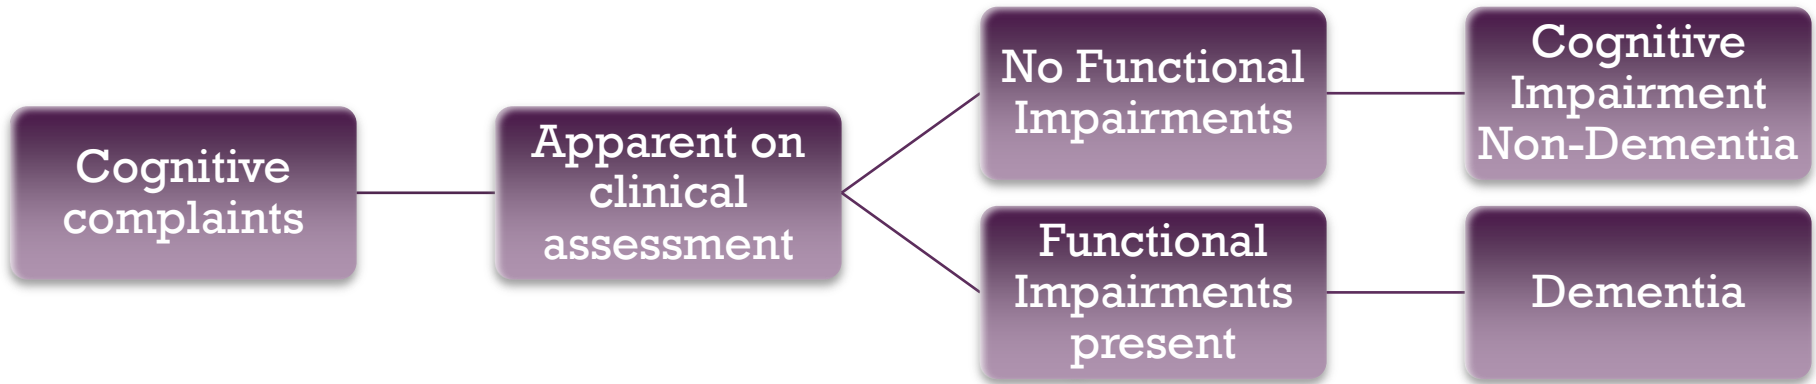 Cognitive
complaints
Apparent on
clinical
assessment
No Functional
Impairments
Cognitive
Impairment
Non-Dementia
Functional
Impairments
present
Dementia